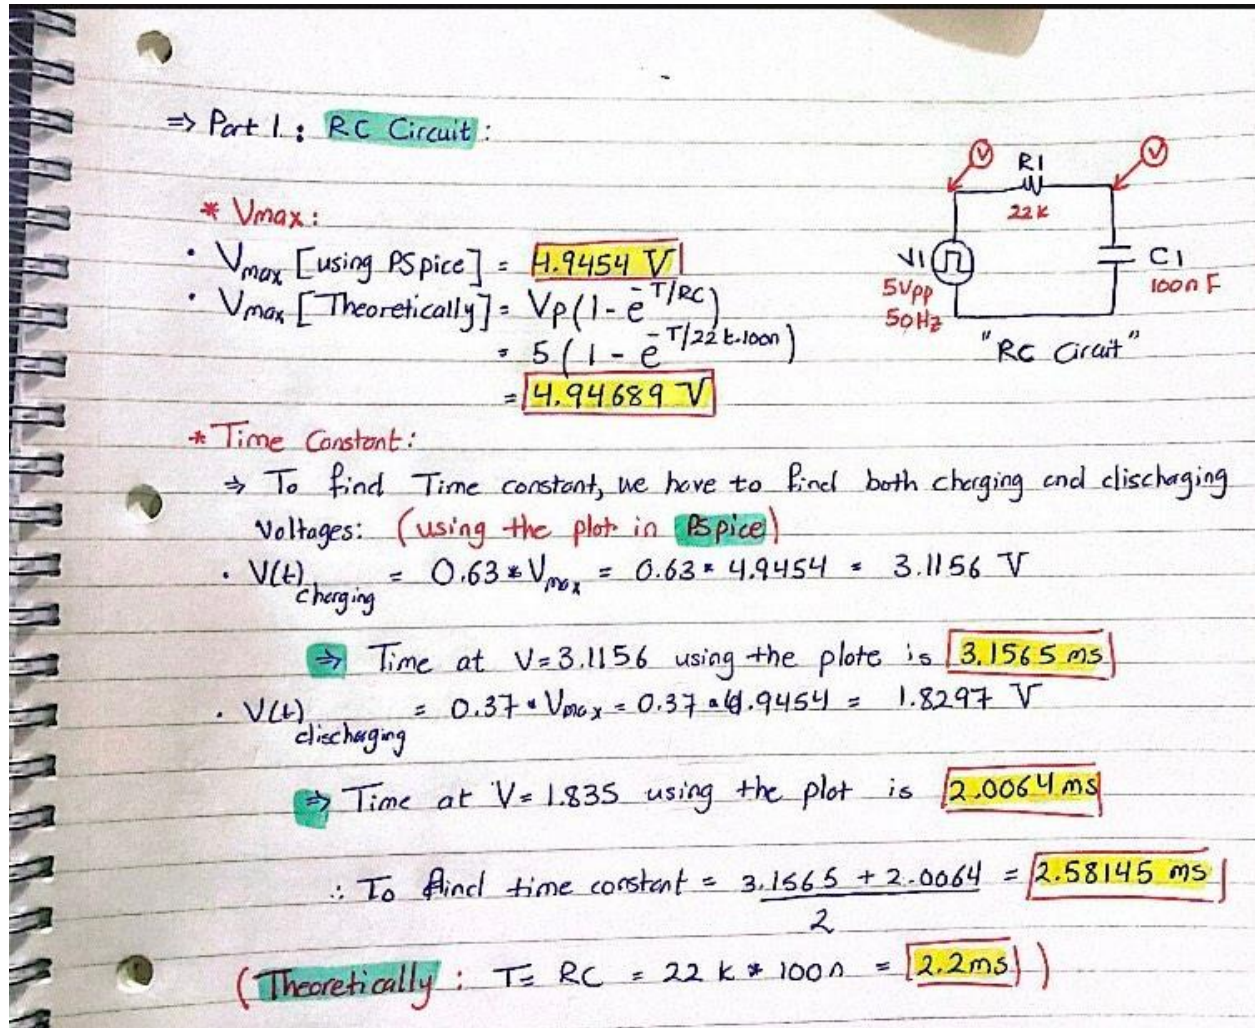 ⇒ Part 1 : RC Circuit :
* Vmax :
• Vmax [using PSpice] = 4.9454 V
• Vmax [Theoretically] = Vp(1 - e^-T/RC)
= 5 ( 1 - e^-T/22 k.100n )
= 4.94689 V
V
R1
22k
V
V1
5Vpp
50Hz
C1
100n F
"RC Circuit"
* Time Constant :
⇒ To find Time constant, we have to find both charging and discharging
Voltages: (using the plot in PSpice)
• V(t) charging = 0.63 * Vmax = 0.63 * 4.9454 = 3.1156 V
⇒ Time at V= 3.1156 using the plote is 3.1565 ms
• V(t) discharging = 0.37 * Vmax = 0.37 * 4.9454 = 1.8297 V
⇒ Time at V= 1.835 using the plot is 2.0064 ms
∴ To find time constant = 3.1565 + 2.0064 / 2 = 2.58145 ms
(Theoretically : T= RC = 22 k * 100n = 2.2ms)